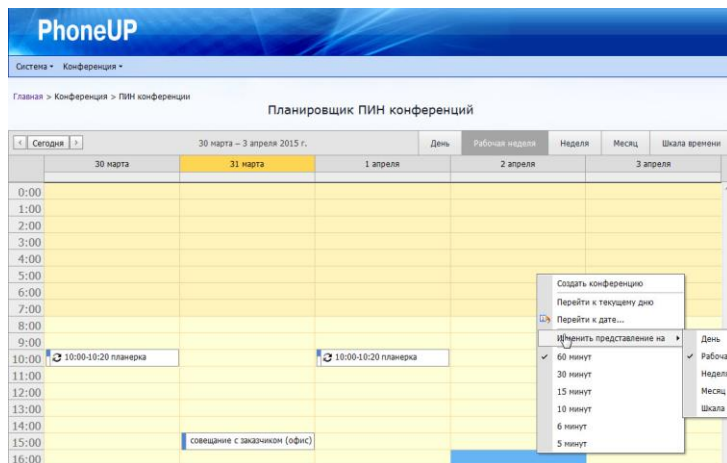 PhoneUP
Система Конференция
Главная > Конференция > ПИН конференции
Планировщик ПИН конференций
< Сегодня > 30 марта – 3 апреля 2015 г. День Рабочая неделя Неделя Месяц Шкала времени
30 марта 31 марта 1 апреля 2 апреля 3 апреля
0:00
1:00
2:00
3:00
4:00
5:00
6:00
7:00
8:00
9:00
10:00 10:00-10:20 планерка 10:00-10:20 планерка
11:00
12:00
13:00
14:00
15:00 совещание с заказчиком (офис)
16:00
Создать конференцию
Перейти к текущему дню
Перейти к дате...
Изменить представление на
60 минут
30 минут
15 минут
10 минут
6 минут
5 минут
День
Рабоча
Недел
Месяц
Шкала